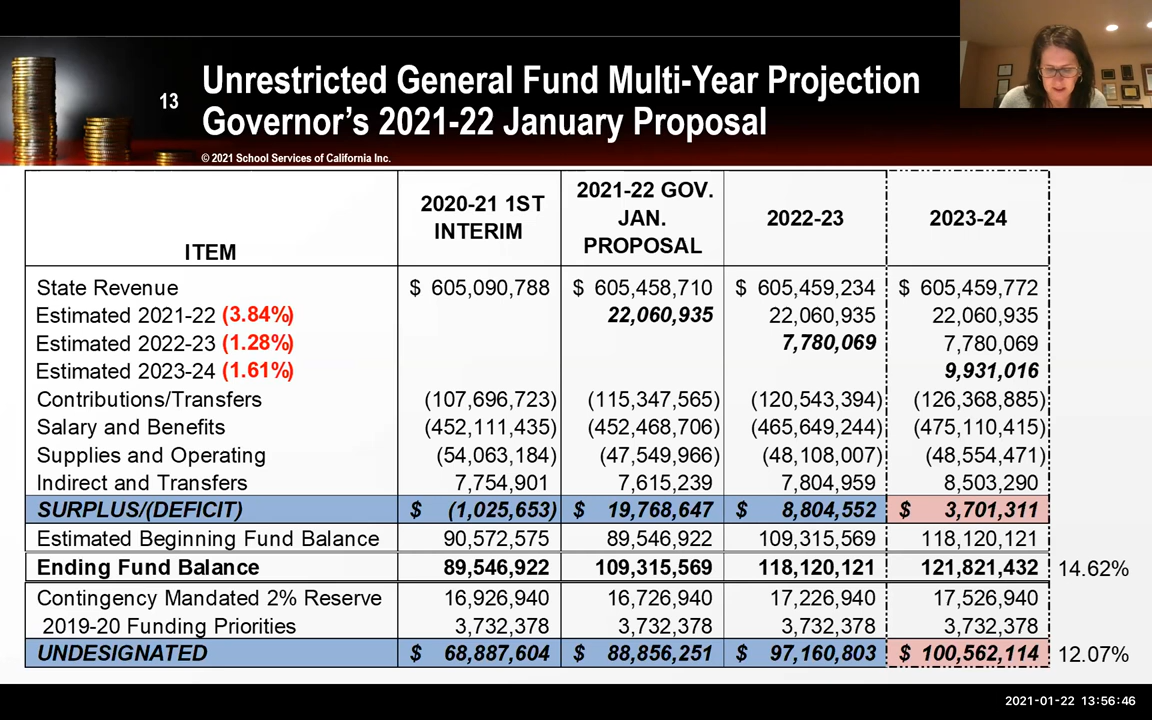 13
Unrestricted General Fund Multi-Year Projection
Governor's 2021-22 January Proposal
© 2021 School Services of California Inc.
ITEM 2020-21 1ST INTERIM 2021-22 GOV. JAN. PROPOSAL 2022-23 2023-24
State Revenue $ 605,090,788 $ 605,458,710 $ 605,459,234 $ 605,459,772
Estimated 2021-22 (3.84%) 22,060,935 22,060,935 22,060,935
Estimated 2022-23 (1.28%) 7,780,069 7,780,069
Estimated 2023-24 (1.61%) 9,931,016
Contributions/Transfers (107,696,723) (115,347,565) (120,543,394) (126,368,885)
Salary and Benefits (452,111,435) (452,468,706) (465,649,244) (475,110,415)
Supplies and Operating (54,063,184) (47,549,966) (48,108,007) (48,554,471)
Indirect and Transfers 7,754,901 7,615,239 7,804,959 8,503,290
SURPLUS/(DEFICIT) $ (1,025,653) $ 19,768,647 $ 8,804,552 $ 3,701,311
Estimated Beginning Fund Balance 90,572,575 89,546,922 109,315,569 118,120,121
Ending Fund Balance 89,546,922 109,315,569 118,120,121 121,821,432 14.62%
Contingency Mandated 2% Reserve 16,926,940 16,726,940 17,226,940 17,526,940
2019-20 Funding Priorities 3,732,378 3,732,378 3,732,378 3,732,378
UNDESIGNATED $ 68,887,604 $ 88,856,251 $ 97,160,803 $ 100,562,114 12.07%
2021-01-22 13:56:46